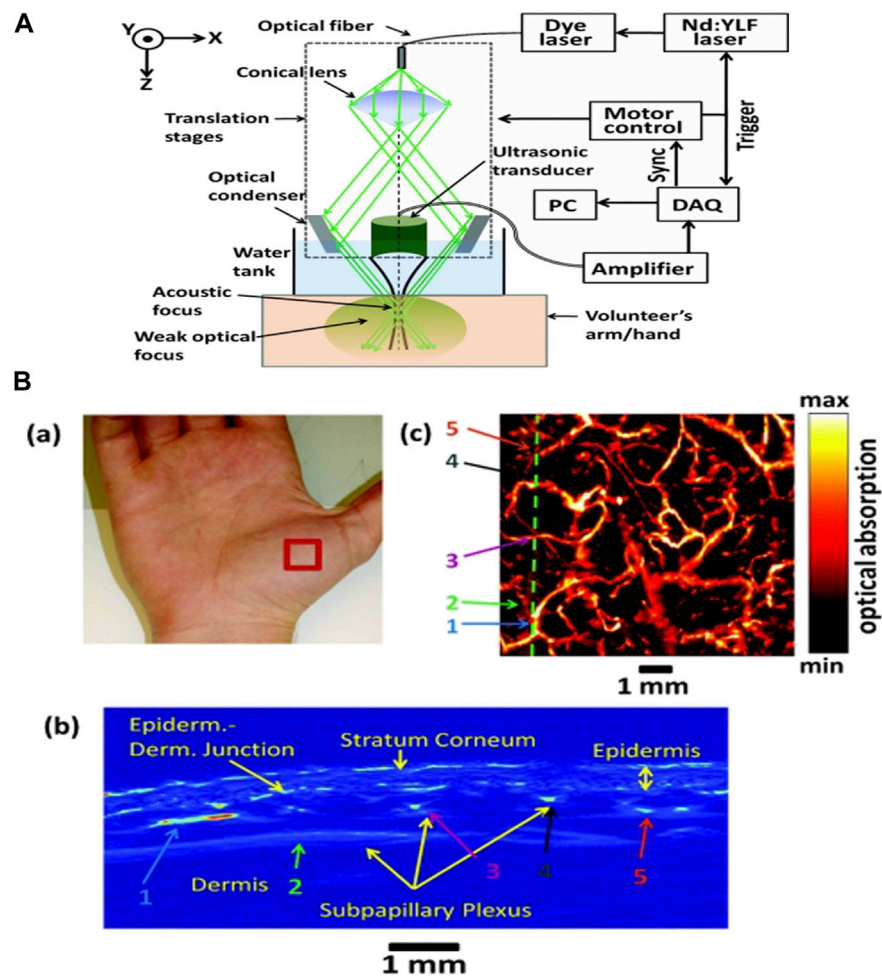 A
Y
X
Z
Optical fiber
Dye
laser
Nd:YLF
laser
Conical lens
Translation
stages
Motor
control
Trigger
Sync
Ultrasonic
transducer
Optical
condenser
PC
DAQ
Water
tank
Amplifier
Acoustic
focus
Weak optical
focus
Volunteer's
arm/hand
B
(a)
(c)
5
4
3
2
1
1 mm
max
optical absorption
min
(b)
Epiderm.-
Derm. Junction
Stratum Corneum
Epidermis
1
2
3
4
5
Dermis
Subpapillary Plexus
1 mm